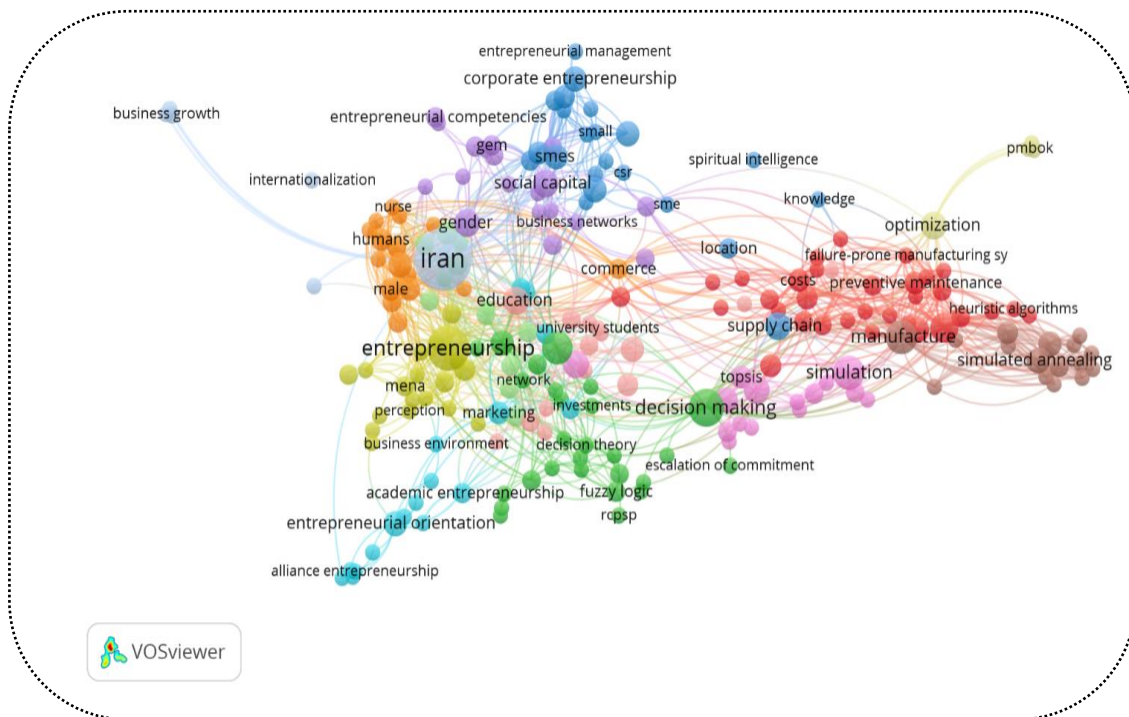 entrepreneurial management
corporate entrepreneurship
business growth
entrepreneurial competencies
small
gem
smes
pmbok
spiritual intelligence
csr
internationalization
social capital
knowledge
nurse
sme
gender
business networks
optimization
humans
location
iran
failure-prone manufacturing sy
commerce
costs
preventive maintenance
male
education
heuristic algorithms
university students
supply chain
manufacture
entrepreneurship
simulated annealing
network
topsis
simulation
mena
perception
marketing
investments
decision making
business environment
decision theory
escalation of commitment
academic entrepreneurship
fuzzy logic
rcpsp
entrepreneurial orientation
alliance entrepreneurship
VOSviewer